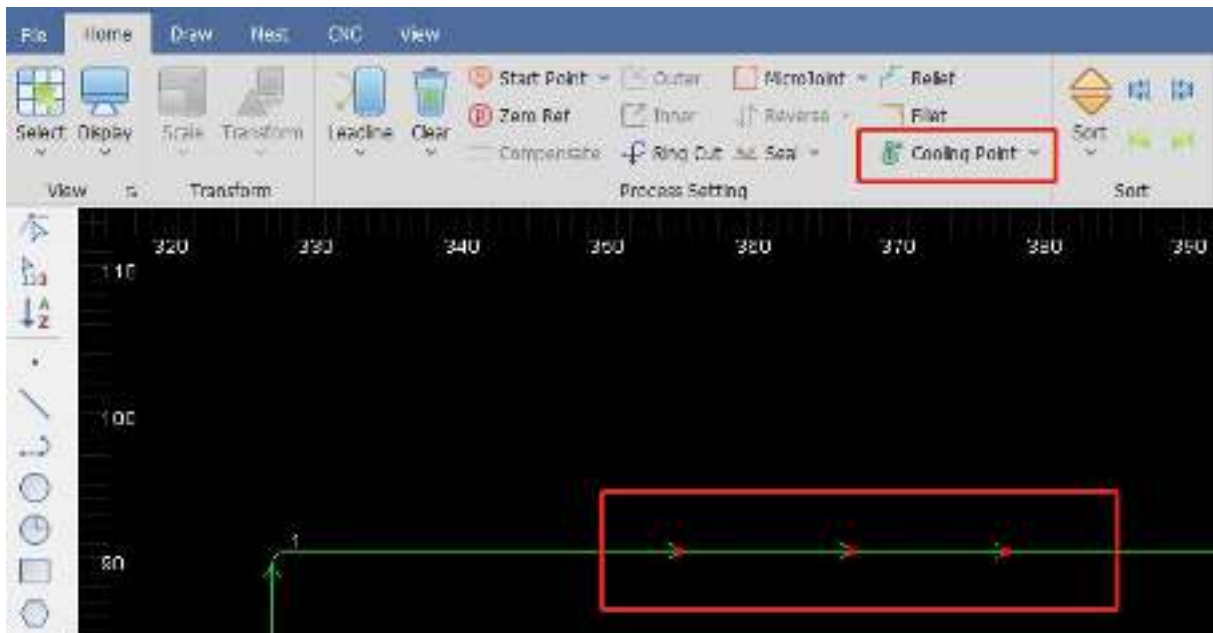 File Home Draw Nest CNC View
Start Point Outer MicroJoint Relief
Zero Ref Inner Reverse Fillet
Select Display Scale Transform Leadline Clear Compensate Ring Cut Seal Cooling Point Sort
View Transform Process Setting Sort
320 330 340 350 360 370 380 390
110
123
A
Z
100
90 1